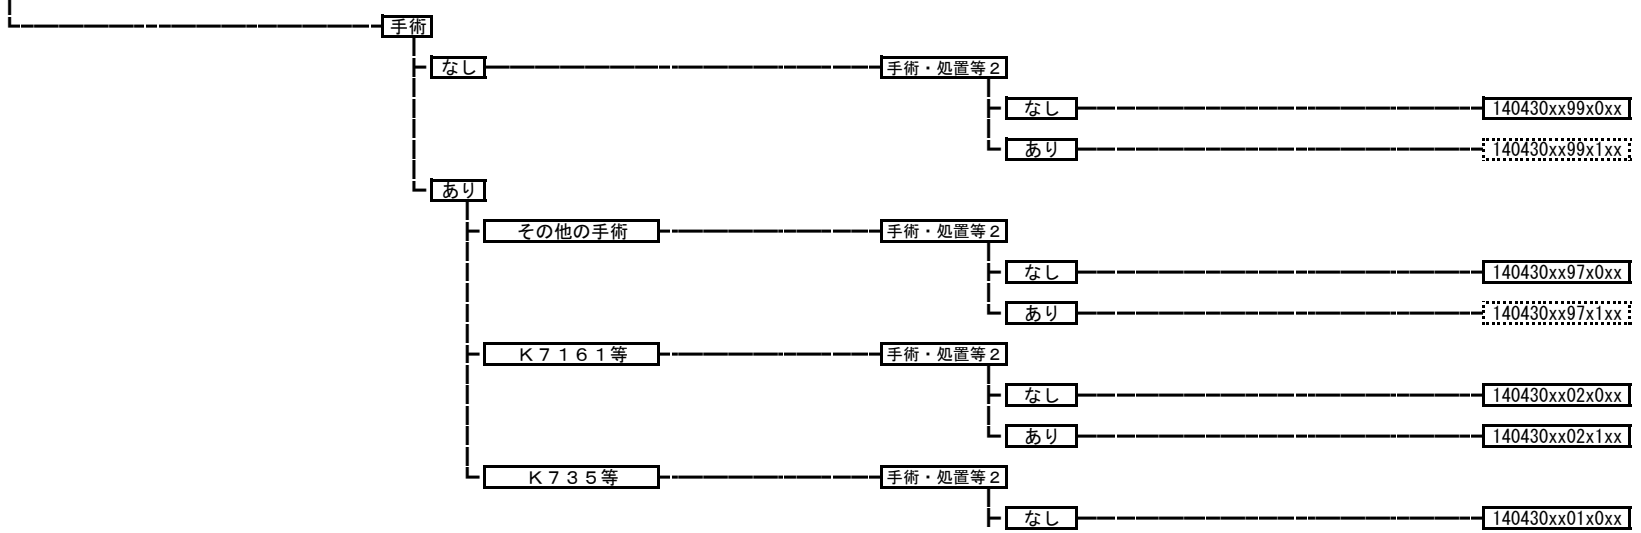 手術
なし 手術・処置等２
なし 140430xx99x0xx
あり 140430xx99x1xx
あり
その他の手術 手術・処置等２
なし 140430xx97x0xx
あり 140430xx97x1xx
Ｋ７１６１等 手術・処置等２
なし 140430xx02x0xx
あり 140430xx02x1xx
Ｋ７３５等 手術・処置等２
なし 140430xx01x0xx